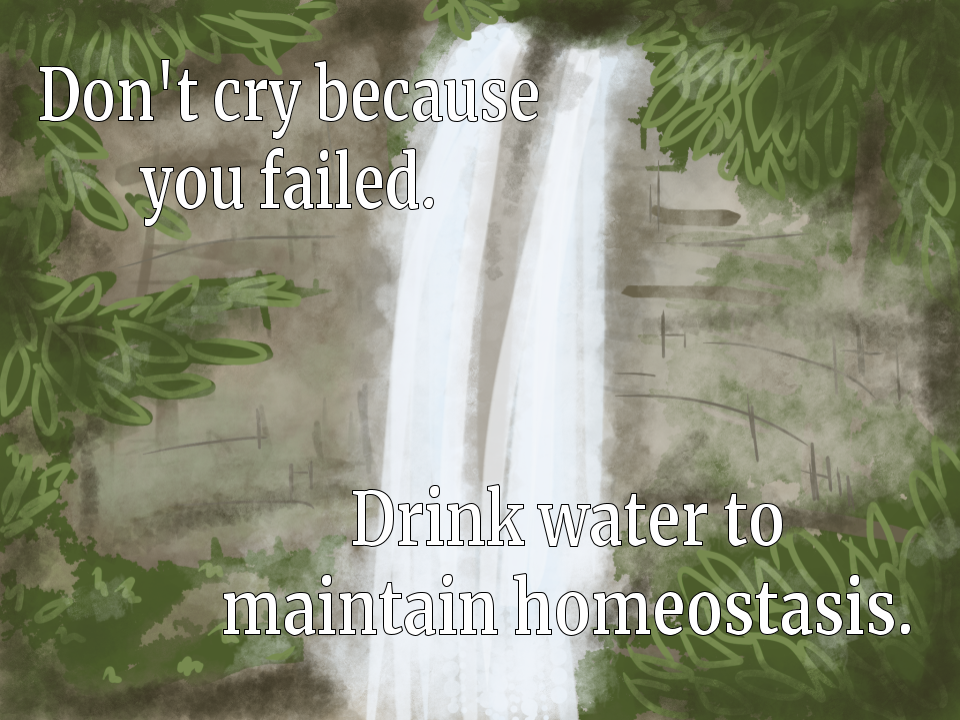 Don't cry because
you failed.
Drink water to
maintain homeostasis.